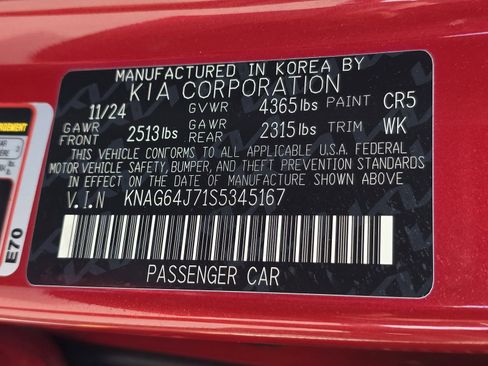 MANUFACTURED IN KOREA BY
KIA CORPORATION
11/24 GVWR 4365 lbs PAINT CR5
GAWR FRONT 2513 lbs GAWR REAR 2315 lbs TRIM WK
THIS VEHICLE CONFORMS TO ALL APPLICABLE U.S.A. FEDERAL
MOTOR VEHICLE SAFETY, BUMPER, AND THEFT PREVENTION STANDARDS
IN EFFECT ON THE DATE OF MANUFACTURE SHOWN ABOVE
V.I.N KNAG64J71S5345167
PASSENGER CAR
E70